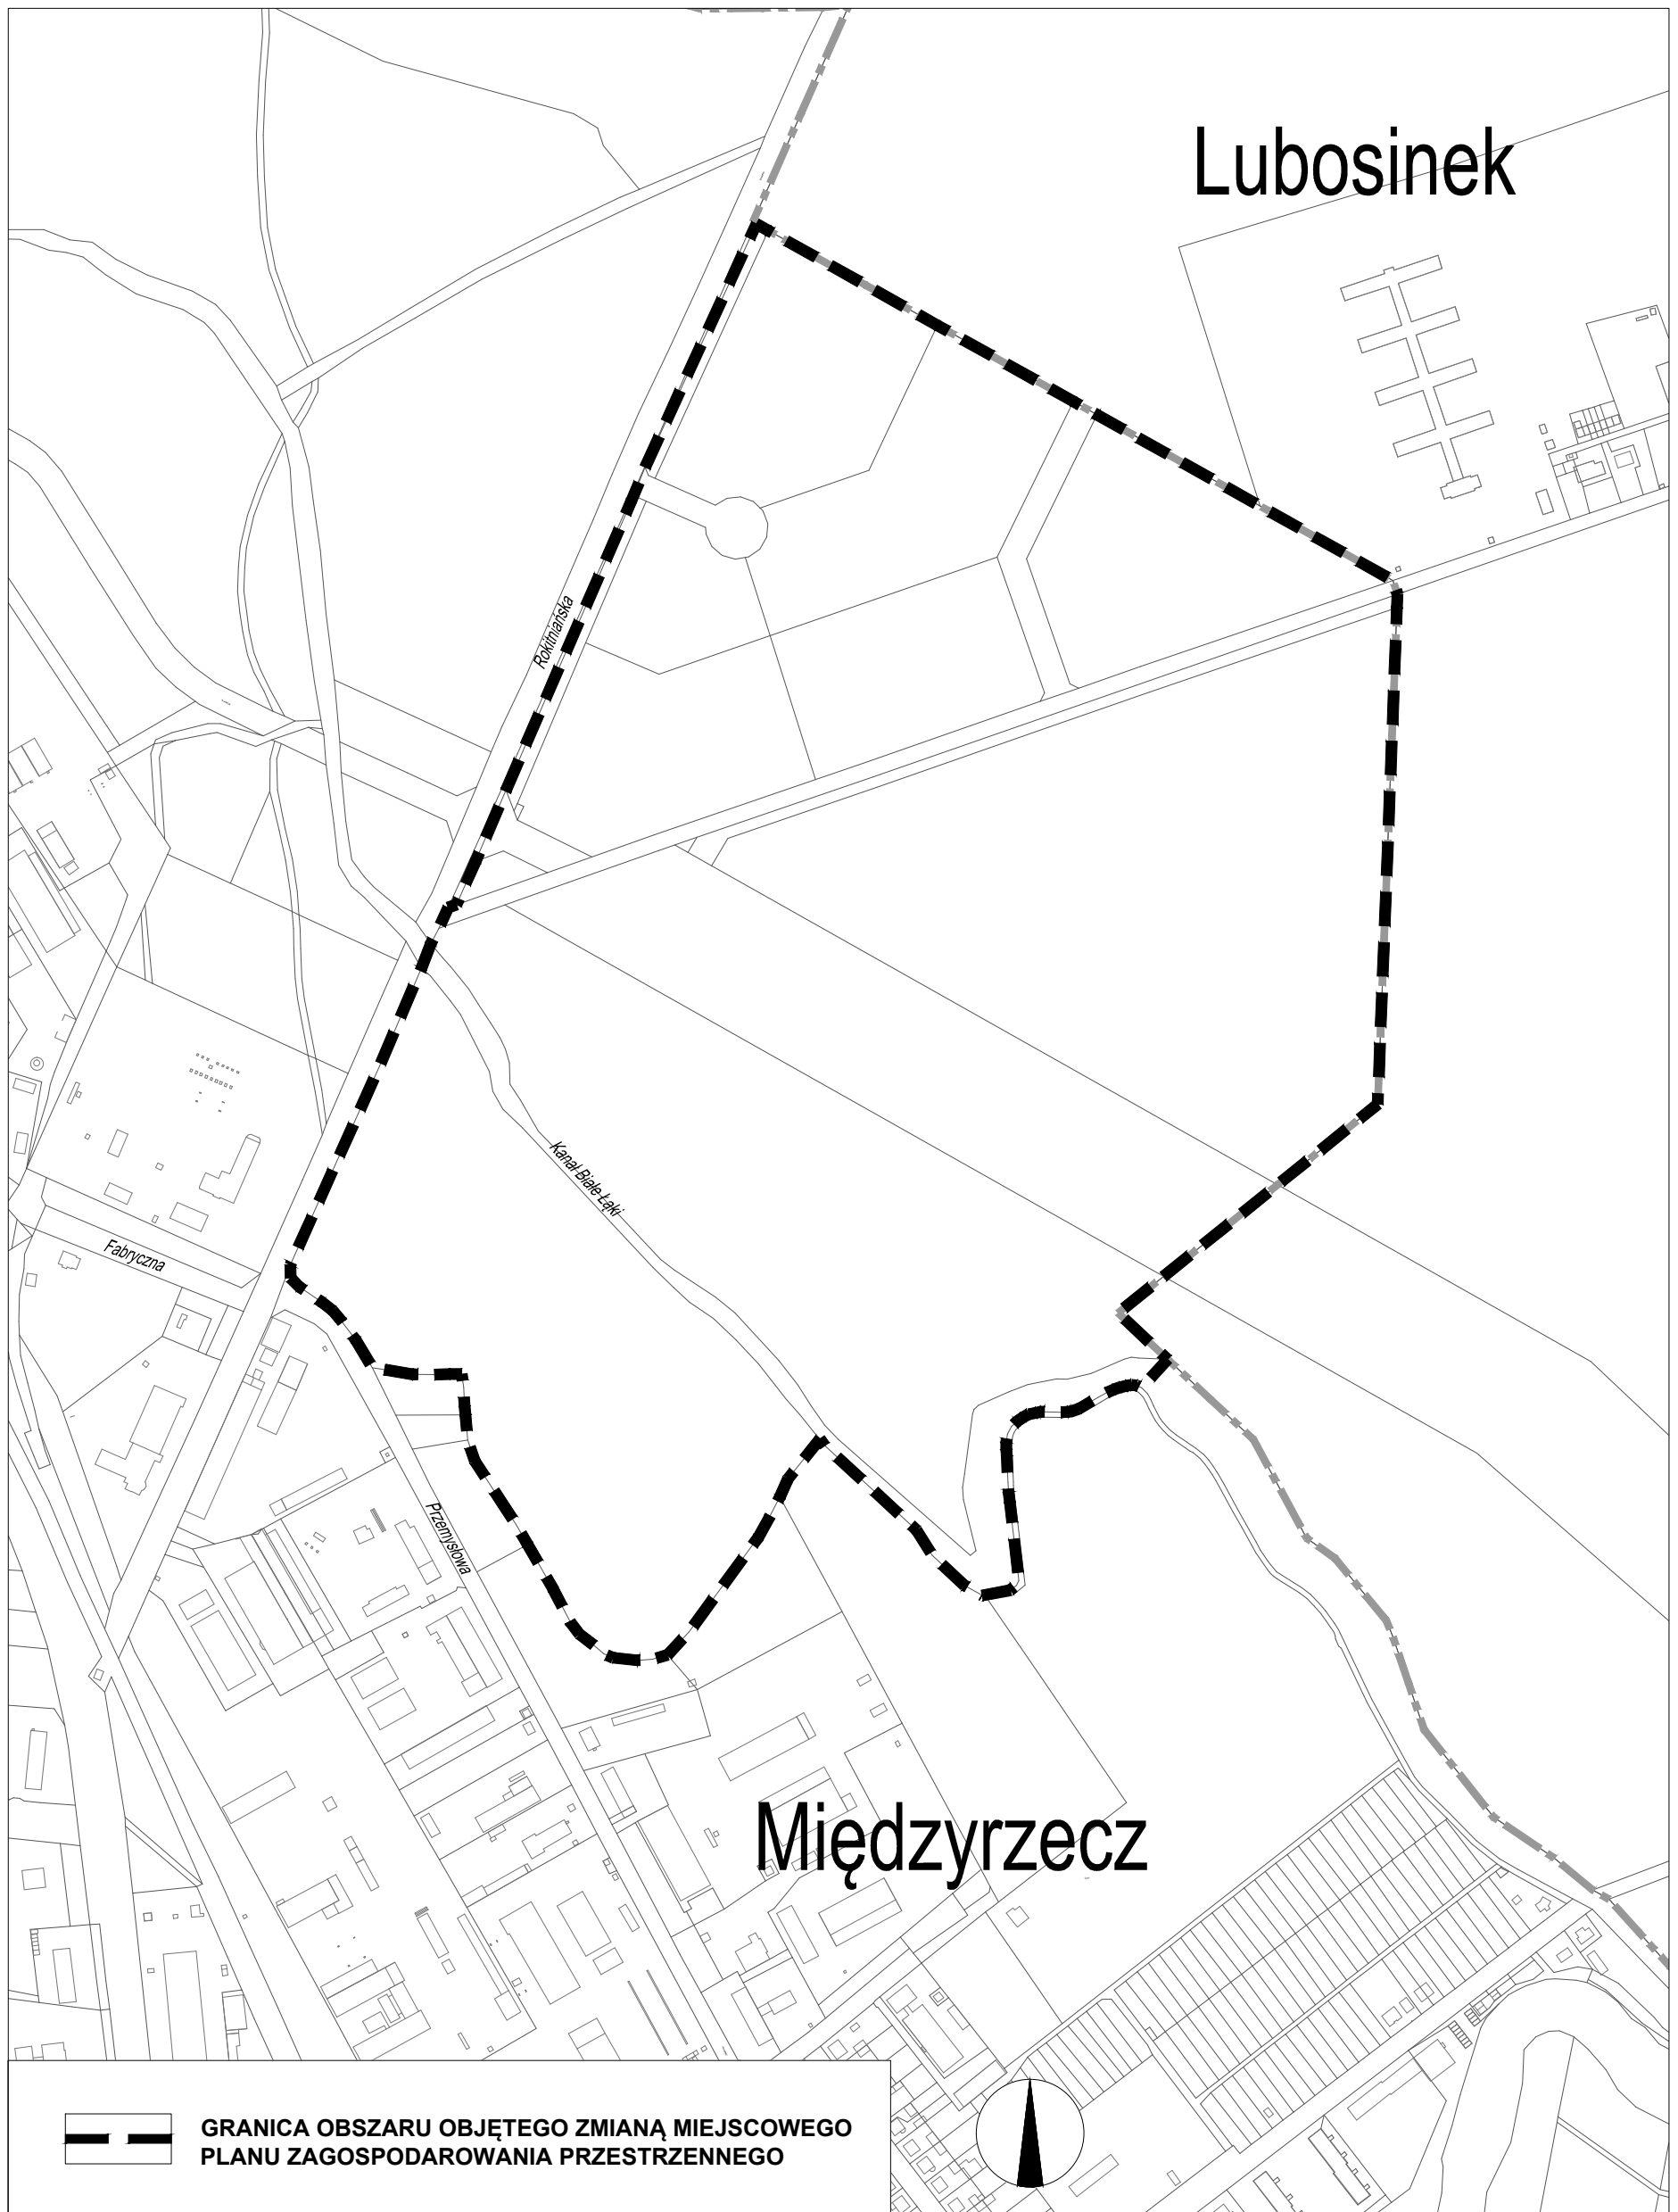 Lubosinek
Rokitniańska
Kanał Białe Łąki
Fabryczna
Przemysłowa
Międzyrzecz
GRANICA OBSZARU OBJĘTEGO ZMIANĄ MIEJSCOWEGO
PLANU ZAGOSPODAROWANIA PRZESTRZENNEGO